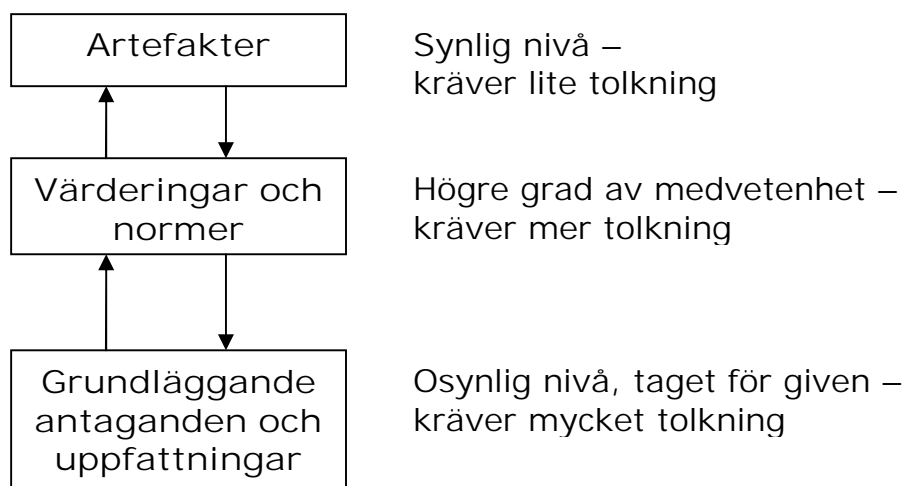 Artefakter
Synlig nivå –
kräver lite tolkning
Värderingar och
normer
Högre grad av medvetenhet –
kräver mer tolkning
Grundläggande
antaganden och
uppfattningar
Osynlig nivå, taget för given –
kräver mycket tolkning